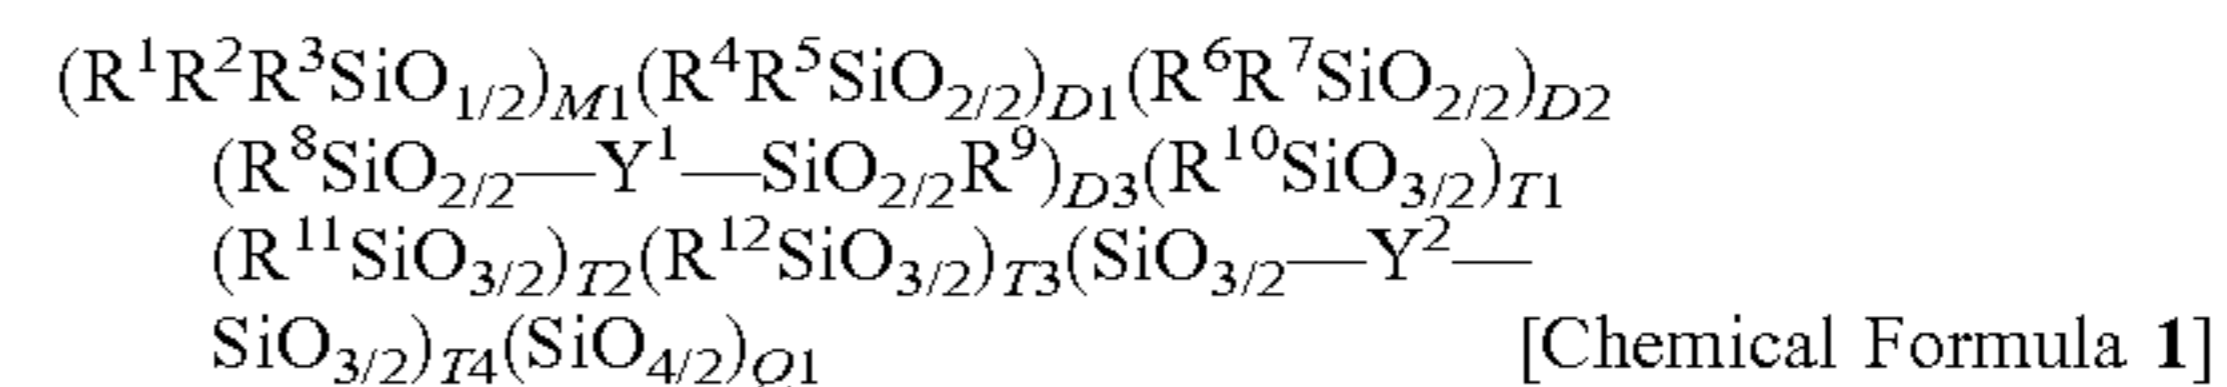 (R¹R²R³SiO₁/₂)M1(R⁴R⁵SiO₂/₂)D1(R⁶R⁷SiO₂/₂)D2
(R⁸SiO₂/₂—Y¹—SiO₂/₂R⁹)D3(R¹⁰SiO₃/₂)T1
(R¹¹SiO₃/₂)T2(R¹²SiO₃/₂)T3(SiO₃/₂—Y²—
SiO₃/₂)T4(SiO₄/₂)Q1 [Chemical Formula 1]